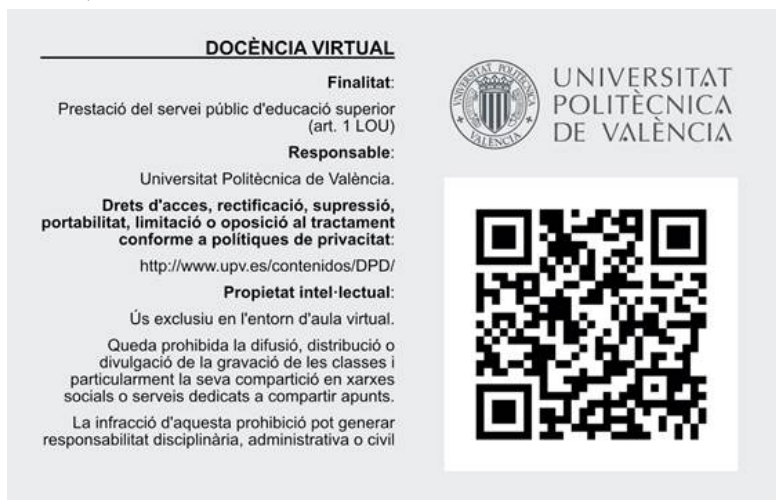 DOCÈNCIA VIRTUAL
Finalitat:
Prestació del servei públic d'educació superior
(art. 1 LOU)
Responsable:
Universitat Politècnica de València.
Drets d'acces, rectificació, supressió,
portabilitat, limitació o oposició al tractament
conforme a polítiques de privacitat:
http://www.upv.es/contenidos/DPD/
Propietat intel·lectual:
Ús exclusiu en l'entorn d'aula virtual.
Queda prohibida la difusió, distribució o
divulgació de la gravació de les classes i
particularment la seva compartició en xarxes
socials o serveis dedicats a compartir apunts.
La infracció d'aquesta prohibició pot generar
responsabilitat disciplinària, administrativa o civil
UNIVERSITAT
POLITÈCNICA
DE VALÈNCIA
UNIVERSITAT POLITÈCNICA
VALÈNCIA